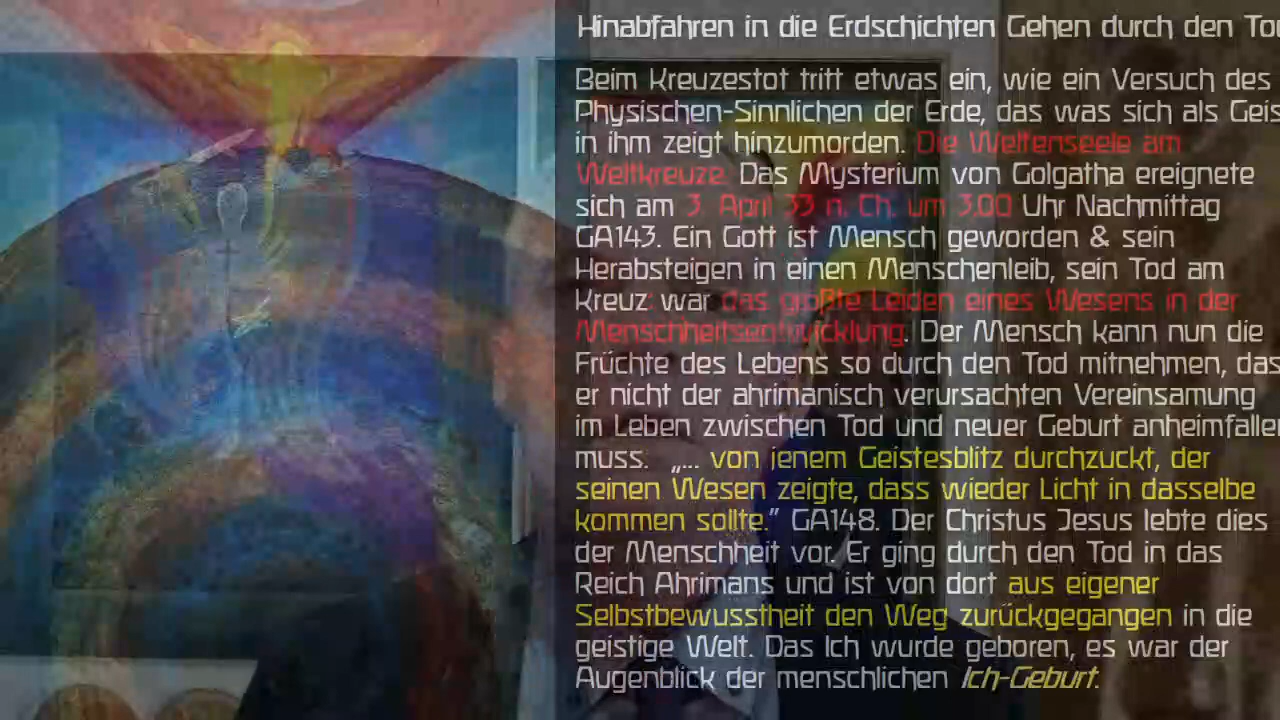 Hinabfahren in die Erdschichten Gehen durch den
Beim Kreuzestot tritt etwas ein, wie ein Versuch des
Physischen-Sinnlichen der Erde, das was sich als Geis
in ihm zeigt hinzumorden. Die Weltenseele am
Weltkreuze. Das Mysterium von Golgatha ereignete
sich am 3. April 33 n. Ch. um 3.00 Uhr Nachmittag
GA143. Ein Gott ist Mensch geworden & sein
Herabsteigen in einen Menschenleib, sein Tod am
Kreuz war das größte Leiden eines Wesens in der
Menschheitsentwicklung. Der Mensch kann nun die
Früchte des Lebens so durch den Tod mitnehmen, das
er nicht der ahrimanisch verursachten Vereinsamung
im Leben zwischen Tod und neuer Geburt anheimfaller
muss. „... von jenem Geistesblitz durchzuckt, der
seinen Wesen zeigte, dass wieder Licht in dasselbe
kommen sollte.” GA148. Der Christus Jesus lebte dies
der Menschheit vor. Er ging durch den Tod in das
Reich Ahrimans und ist von dort aus eigener
Selbstbewusstheit den Weg zurückgegangen in die
geistige Welt. Das Ich wurde geboren, es war der
Augenblick der menschlichen Ich-Geburt.